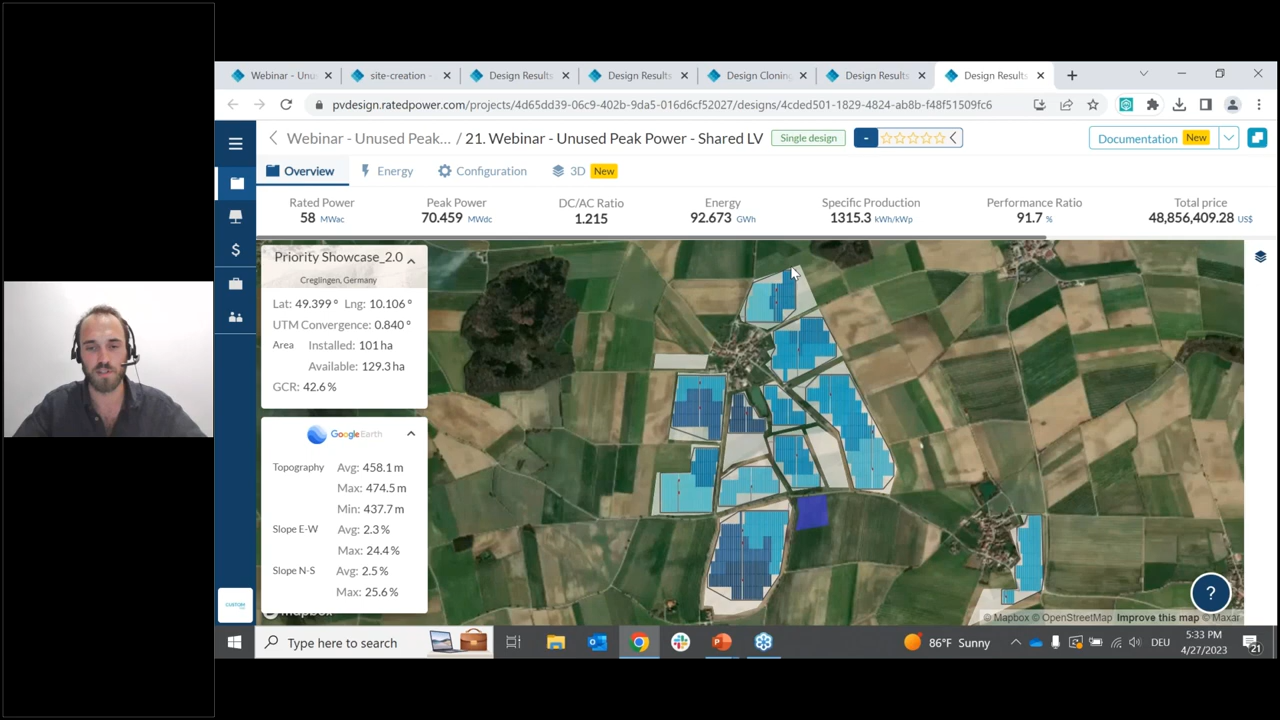 Webinar - Unus
site-creation -
Design Results
Design Results
Design Cloning
Design Results
Design Results
pvdesign.ratedpower.com/projects/4d65dd39-06c9-402b-9da5-016d6cf52027/designs/4cded501-1829-4824-ab8b-f48f51509fc6
Webinar - Unused Peak... / 21. Webinar - Unused Peak Power - Shared LV
Single design
-
Documentation New
Overview
Energy
Configuration
3D New
Rated Power
58 MWac
Peak Power
70.459 MWdc
DC/AC Ratio
1.215
Energy
92.673 GWh
Specific Production
1315.3 kWh/kWp
Performance Ratio
91.7 %
Total price
48,856,409.28 US$
Priority Showcase_2.0
Creglingen, Germany
Lat: 49.399 º Lng: 10.106 º
UTM Convergence: 0.840 º
Area Installed: 101 ha
Available: 129.3 ha
GCR: 42.6 %
Google Earth
Topography Avg: 458.1 m
Max: 474.5 m
Min: 437.7 m
Slope E-W Avg: 2.3 %
Max: 24.4 %
Slope N-S Avg: 2.5 %
Max: 25.6 %
CUSTOM
?
© Mapbox © OpenStreetMap Improve this map © Maxar
Type here to search
86°F Sunny
DEU
5:33 PM
4/27/2023
21